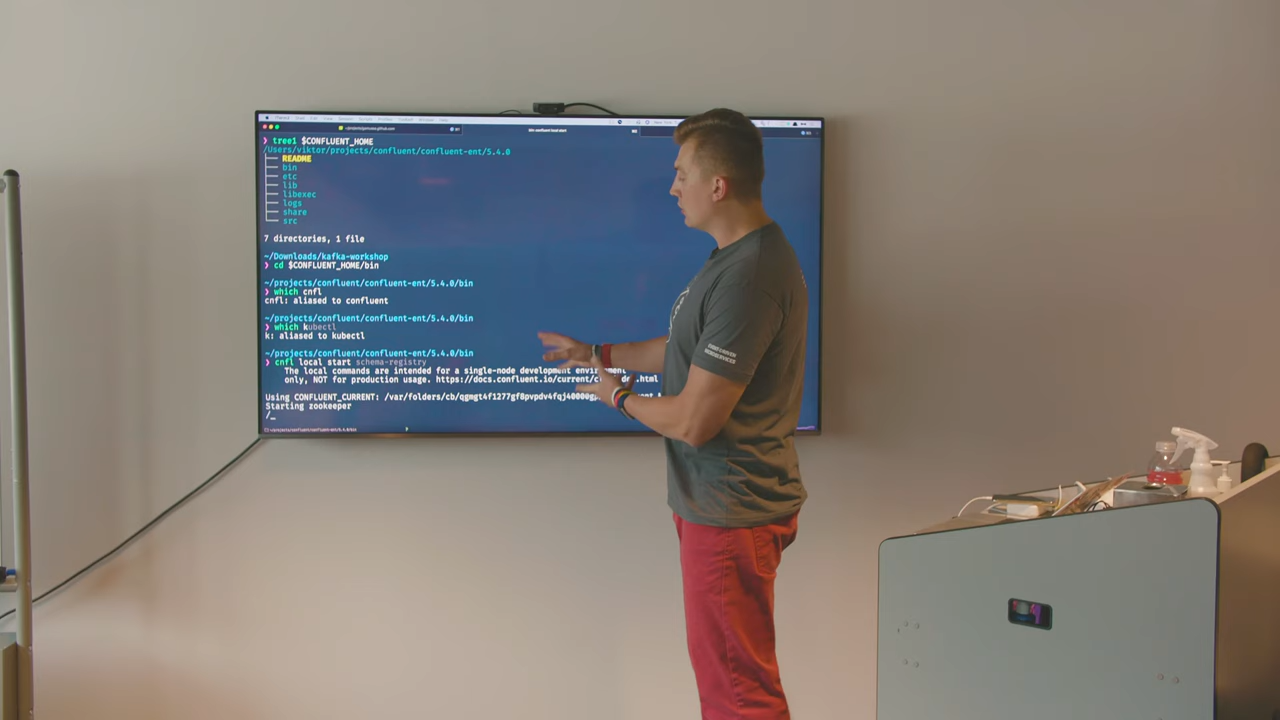 ❯ tree1 $CONFLUENT_HOME
/Users/viktor/projects/confluent/confluent-ent/5.4.0
├── README
├── bin
├── etc
├── lib
├── libexec
├── logs
├── share
└── src
7 directories, 1 file
~/Downloads/kafka-workshop
❯ cd $CONFLUENT_HOME/bin
~/projects/confluent/confluent-ent/5.4.0/bin
❯ which cnfl
cnfl: aliased to confluent
~/projects/confluent/confluent-ent/5.4.0/bin
❯ which kubectl
k: aliased to kubectl
~/projects/confluent/confluent-ent/5.4.0/bin
❯ cnfl local start schema-registry
The local commands are intended for a single-node development
only, NOT for production usage. https://docs.confluent.io/current/
Using CONFLUENT_CURRENT:
Starting zookeeper
/_
MICROSERVICES